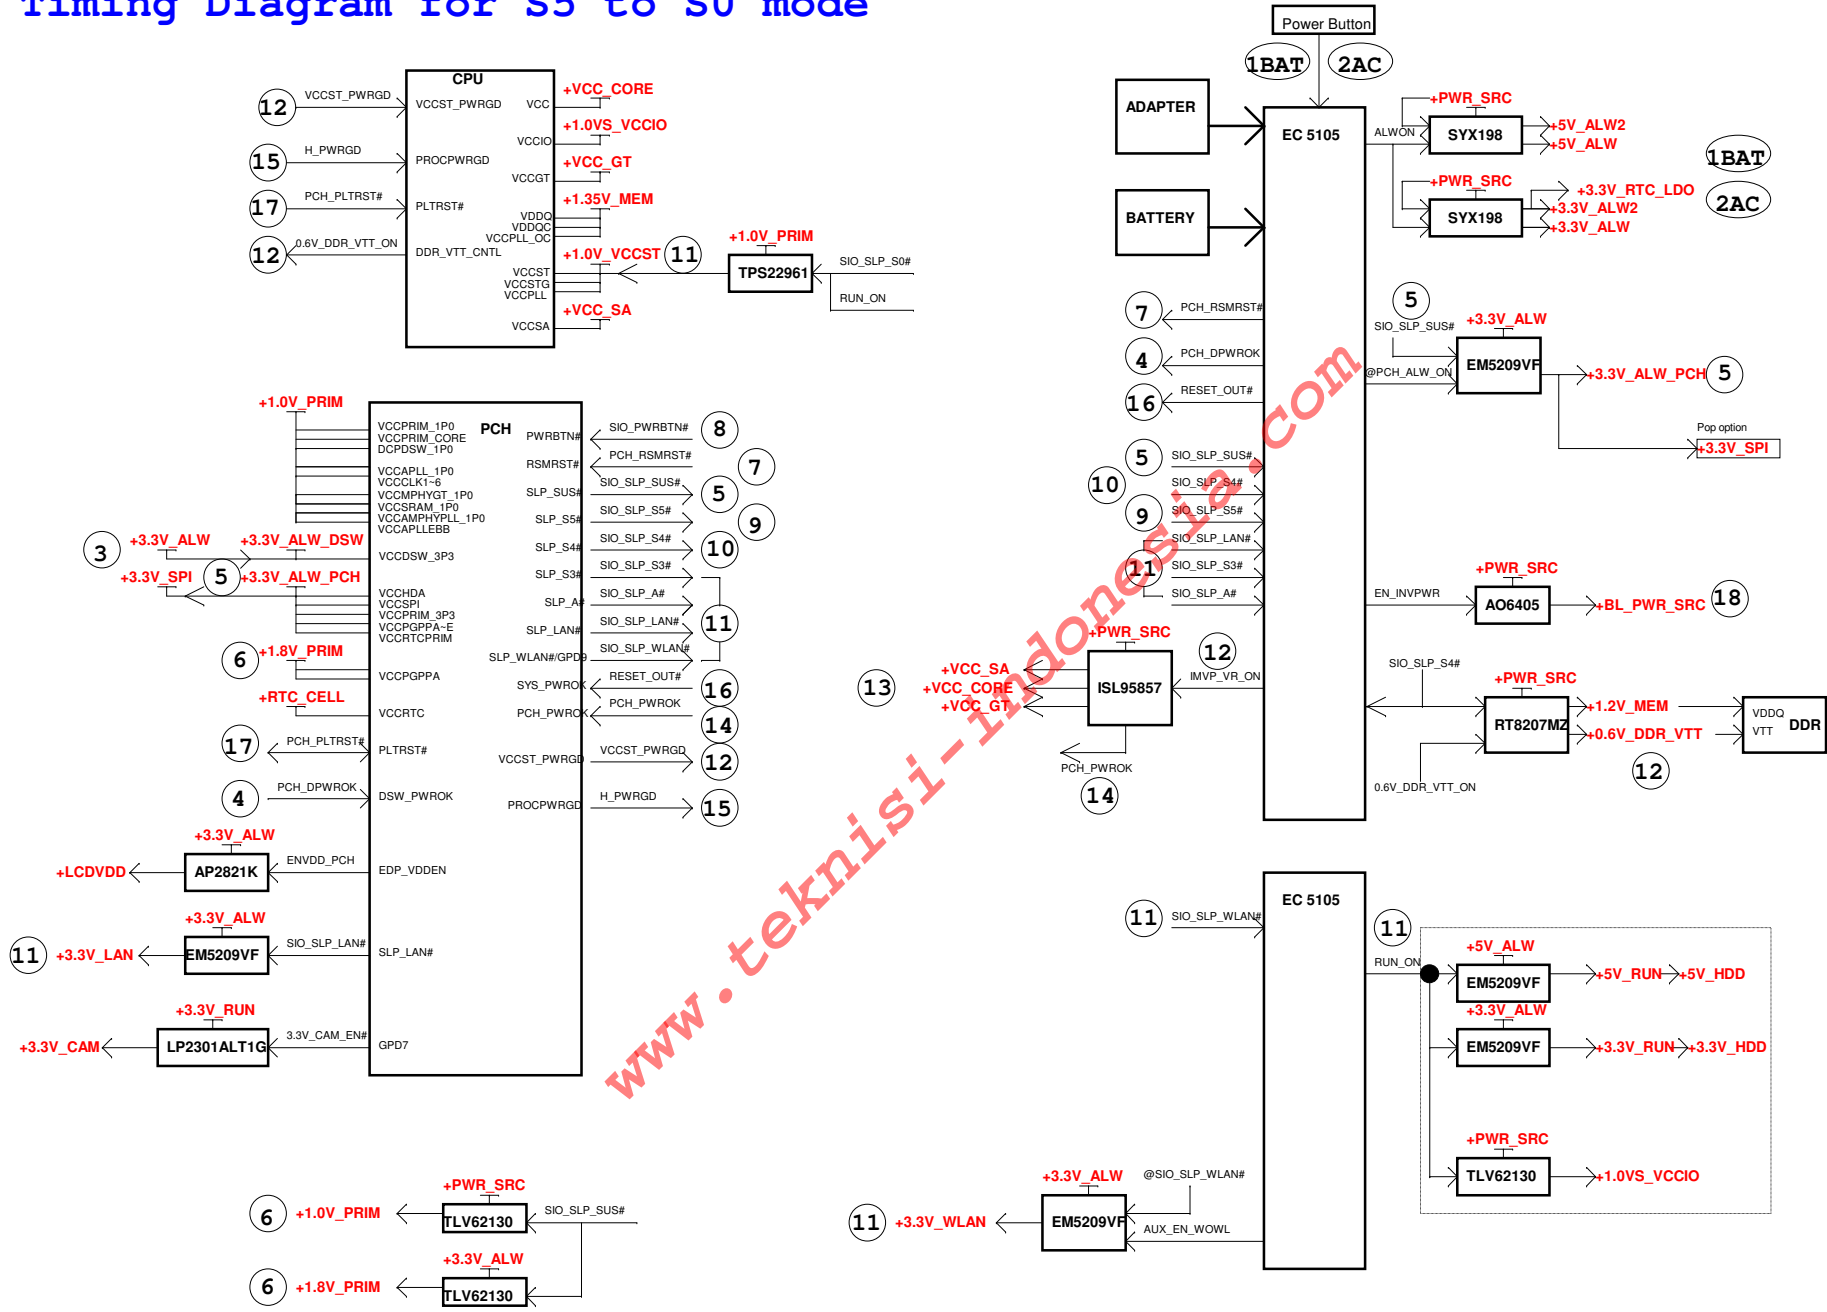 Timing Diagram for S5 to S0 mode
CPU
12
VCCST_PWRGD
VCCST_PWRGD
15
H_PWRGD
PROCPWRGD
17
PCH_PLTRST#
PLTRST#
12
0.6V_DDR_VTT_ON
DDR_VTT_CNTL
VCC
+VCC_CORE
VCCIO
+1.0VS_VCCIO
VCCGT
+VCC_GT
+1.35V_MEM
VDDQ
VDDQC
VCCPLL_OC
+1.0V_VCCST
11
VCCST
VCCSTG
VCCPLL
+VCC_SA
VCCSA
+1.0V_PRIM
TPS22961
SIO_SLP_S0#
RUN_ON
PCH
+1.0V_PRIM
VCCPRIM_1P0
VCCPRIM_CORE
DCPDSW_1P0
VCCAPLL_1P0
VCCCLK1~6
VCCMPHYGT_1P0
VCCSRAM_1P0
VCCAMPHYPLL_1P0
VCCAPLLEBB
3
+3.3V_ALW
+3.3V_ALW_DSW
VCCDSW_3P3
+3.3V_SPI
5
+3.3V_ALW_PCH
VCCHDA
VCCSPI
VCCPRIM_3P3
VCCPGPPA~E
VCCRTCPRIM
6
+1.8V_PRIM
VCCPGPPA
+RTC_CELL
VCCRTC
17
PCH_PLTRST#
PLTRST#
4
PCH_DPWROK
DSW_PWROK
+LCDVDD
+3.3V_ALW
AP2821K
ENVDD_PCH
EDP_VDDEN
11
+3.3V_LAN
+3.3V_ALW
EM5209VF
SIO_SLP_LAN#
SLP_LAN#
+3.3V_CAM
+3.3V_RUN
LP2301ALT1G
3.3V_CAM_EN#
GPD7
PWRBTN#
SIO_PWRBTN#
8
RSMRST#
PCH_RSMRST#
7
SLP_SUS#
SIO_SLP_SUS#
5
SLP_S5#
SIO_SLP_S5#
9
SLP_S4#
SIO_SLP_S4#
10
SLP_S3#
SIO_SLP_S3#
SLP_A#
SIO_SLP_A#
11
SLP_LAN#
SIO_SLP_LAN#
SLP_WLAN#/GPD9
SIO_SLP_WLAN#
SYS_PWROK
RESET_OUT#
16
PCH_PWROK
PCH_PWROK
14
VCCST_PWRGD
VCCST_PWRGD
12
PROCPWRGD
H_PWRGD
15
6
+1.0V_PRIM
+PWR_SRC
TLV62130
SIO_SLP_SUS#
6
+1.8V_PRIM
+3.3V_ALW
TLV62130
Power Button
1BAT
2AC
ADAPTER
BATTERY
EC 5105
ALWON
+PWR_SRC
SYX198
+5V_ALW2
+5V_ALW
1BAT
+PWR_SRC
SYX198
+3.3V_RTC_LDO
+3.3V_ALW2
+3.3V_ALW
2AC
7
PCH_RSMRST#
4
PCH_DPWROK
16
RESET_OUT#
5
SIO_SLP_SUS#
@PCH_ALW_ON
+3.3V_ALW
EM5209VF
+3.3V_ALW_PCH
5
Pop option
+3.3V_SPI
5
SIO_SLP_SUS#
10
SIO_SLP_S4#
9
SIO_SLP_S5#
SIO_SLP_LAN#
11
SIO_SLP_S3#
SIO_SLP_A#
EN_INVPWR
+PWR_SRC
AO6405
+BL_PWR_SRC
18
13
+VCC_SA
+VCC_CORE
+VCC_GT
+PWR_SRC
ISL95857
12
IMVP_VR_ON
PCH_PWROK
14
SIO_SLP_S4#
+PWR_SRC
RT8207MZ
0.6V_DDR_VTT_ON
+1.2V_MEM
+0.6V_DDR_VTT
12
VDDQ
VTT
DDR
EC 5105
11
SIO_SLP_WLAN#
11
RUN_ON
+5V_ALW
EM5209VF
+5V_RUN
+5V_HDD
+3.3V_ALW
EM5209VF
+3.3V_RUN
+3.3V_HDD
+PWR_SRC
TLV62130
+1.0VS_VCCIO
11
+3.3V_WLAN
+3.3V_ALW
EM5209VF
@SIO_SLP_WLAN#
AUX_EN_WOWL
www.teknisi-indonesia.com